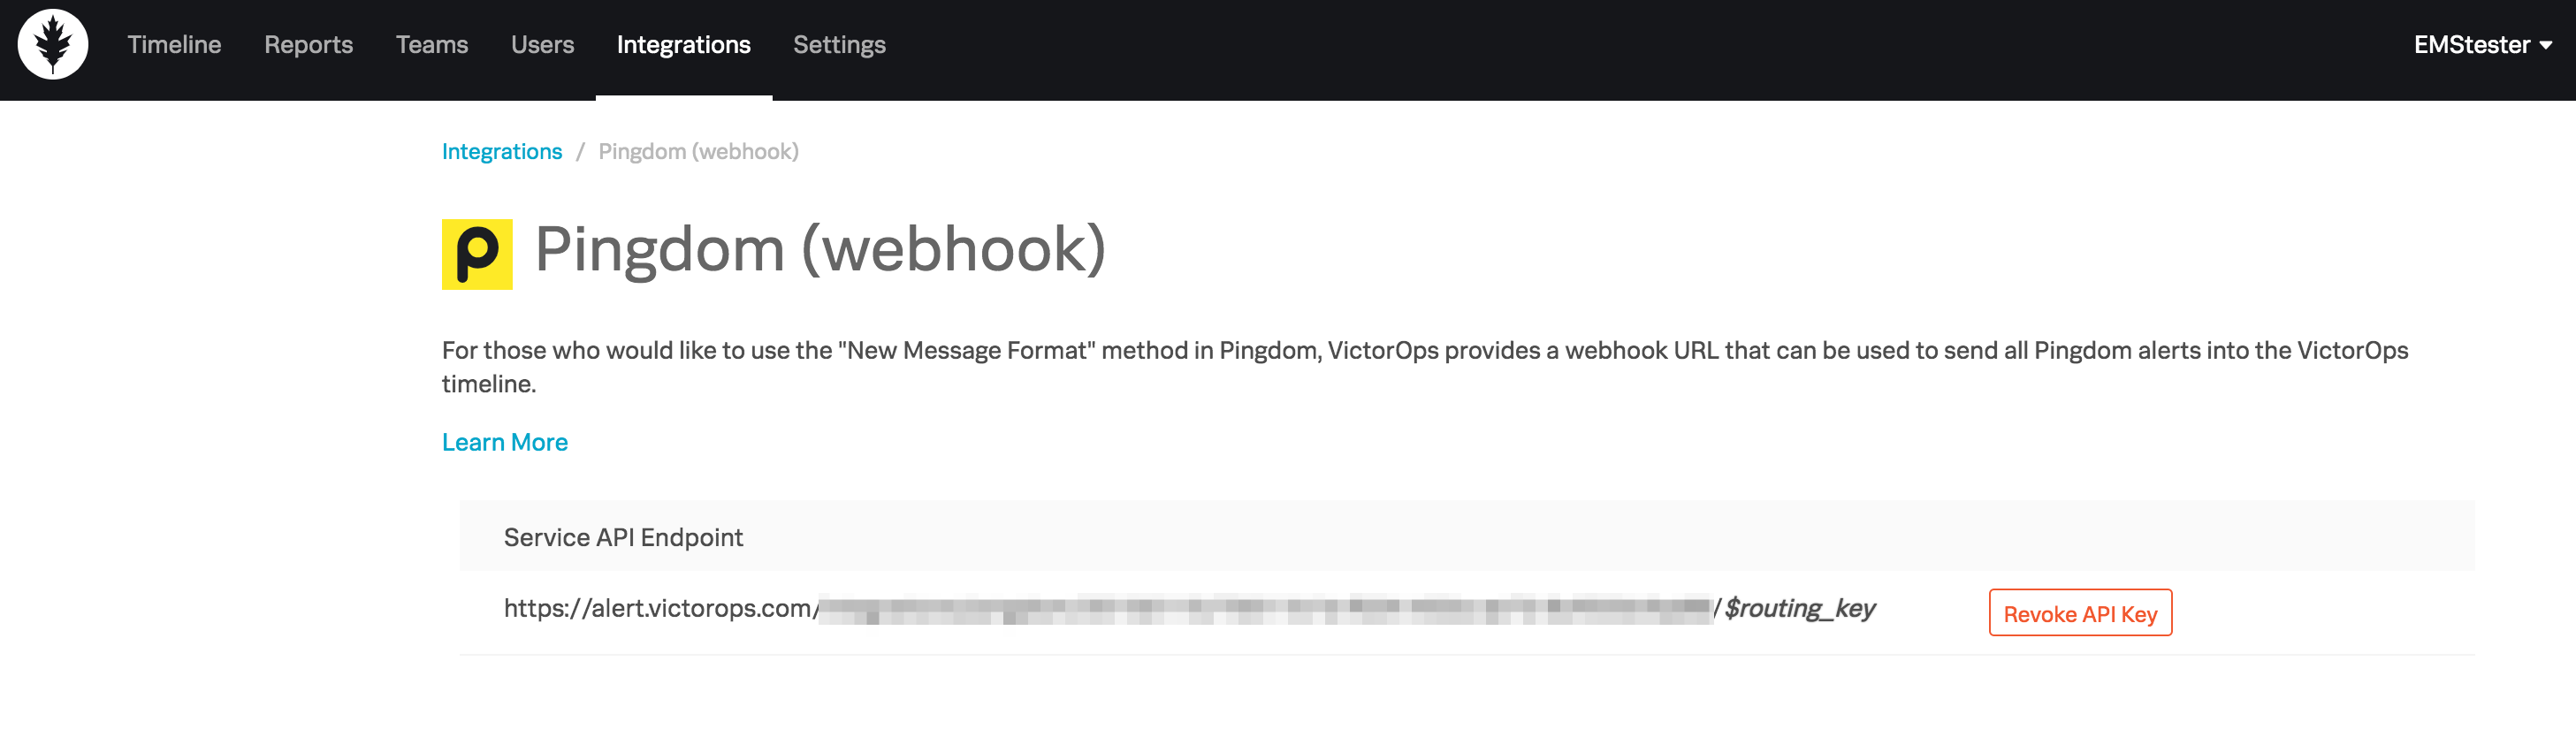 Timeline Reports Teams Users Integrations Settings EMStester
Integrations / Pingdom (webhook)
Pingdom (webhook)
For those who would like to use the "New Message Format" method in Pingdom, VictorOps provides a webhook URL that can be used to send all Pingdom alerts into the VictorOps
timeline.
Learn More
Service API Endpoint
https://alert.victorops.com/ /$routing_key Revoke API Key